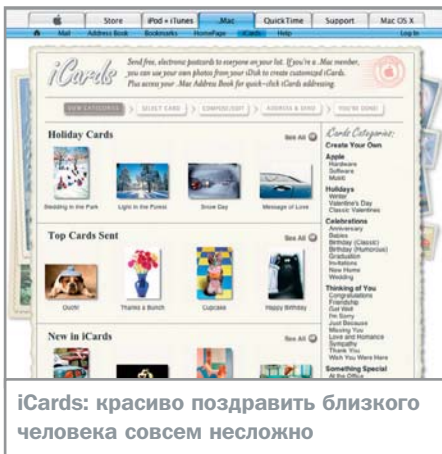 Store iPod + iTunes .Mac QuickTime Support Mac OS X
Mail Address Book Bookmarks HomePage iCards Help Log In
iCards
Send free, electronic postcards to everyone on your list. If you're a .Mac member,
you can use your own photos from your iDisk to create customized iCards.
Plus access your .Mac Address Book for quick-click iCards addressing.
VIEW CATEGORIES SELECT CARD COMPOSE/EDIT ADDRESS & SEND YOU'RE DONE!
Holiday Cards See All
Sledding in the Park Light in the Forest Snow Day Message of Love
Top Cards Sent See All
Ouch! Thanks a Bunch Cupcake Happy Birthday
New in iCards See All
iCards Categories:
Create Your Own
Apple
Hardware
Software
Music
Holidays
Winter
Valentine's Day
Classic Valentines
Celebrations
Anniversary
Babies
Birthday (Classic)
Birthday (Humorous)
Graduation
Invitations
New Home
Wedding
Thinking of You
Congratulations
Friendship
Get Well
I'm Sorry
Just Because
Missing You
Love and Romance
Sympathy
Thank You
Wish You Were Here
Something Special
At the Office
iCards: красиво поздравить близкого
человека совсем несложно